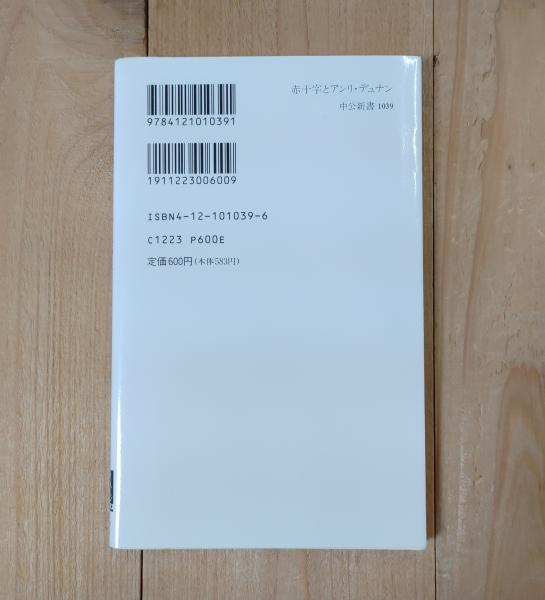 赤十字とアンリ・デュナン
中公新書 1039
9784121010391
1911223006009
ISBN4-12-101039-6
C1223 P600E
定価600円(本体583円)